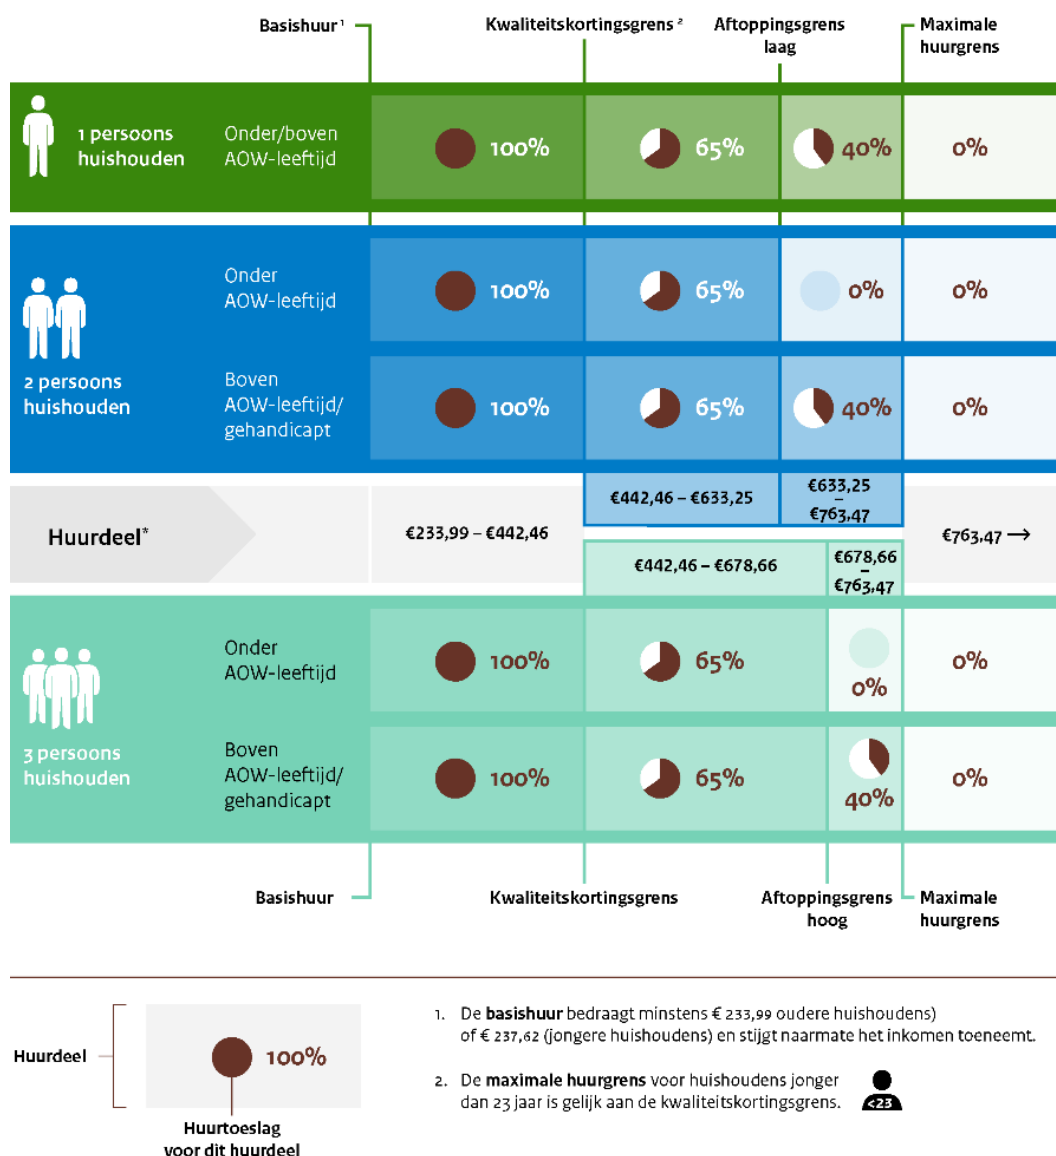 Basishuur ¹
Kwaliteitskortingsgrens ²
Aftoppingsgrens
laag
Maximale
huurgrens
1 persoons
huishouden
Onder/boven
AOW-leeftijd
100%
65%
40%
0%
2 persoons
huishouden
Onder
AOW-leeftijd
100%
65%
0%
0%
Boven
AOW-leeftijd/
gehandicapt
100%
65%
40%
0%
Huurdeel*
€233,99 – €442,46
€442,46 – €633,25
€633,25
–
€763,47
€763,47 →
€442,46 – €678,66
€678,66
–
€763,47
3 persoons
huishouden
Onder
AOW-leeftijd
100%
65%
0%
0%
Boven
AOW-leeftijd/
gehandicapt
100%
65%
40%
0%
Basishuur
Kwaliteitskortingsgrens
Aftoppingsgrens
hoog
Maximale
huurgrens
Huurdeel
100%
Huurtoeslag
voor dit huurdeel
1. De basishuur bedraagt minstens € 233,99 oudere huishoudens)
of € 237,62 (jongere huishoudens) en stijgt naarmate het inkomen toeneemt.
2. De maximale huurgrens voor huishoudens jonger
dan 23 jaar is gelijk aan de kwaliteitskortingsgrens.
<23